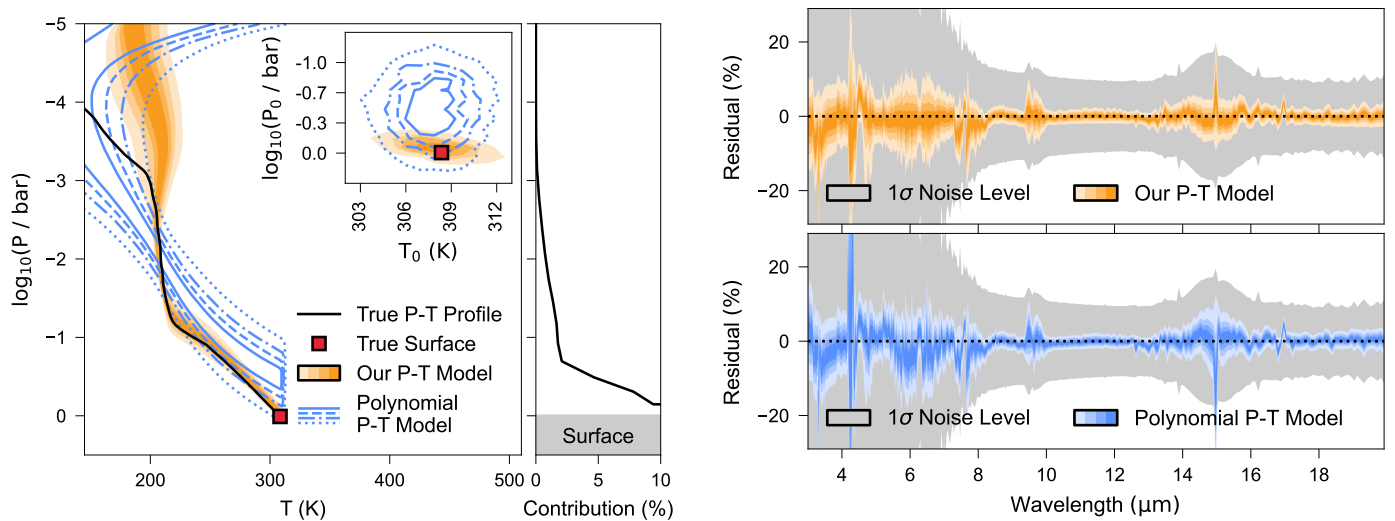 -5
-4
-3
-2
-1
0
log₁₀(P / bar)
200
300
400
500
T (K)
-1.0
-0.7
-0.3
0.0
log₁₀(P₀ / bar)
303
306
309
312
T₀ (K)
True P-T Profile
True Surface
Our P-T Model
Polynomial
P-T Model
Surface
0
5
10
Contribution (%)
20
0
−20
Residual (%)
1σ Noise Level
Our P-T Model
20
0
−20
Residual (%)
1σ Noise Level
Polynomial P-T Model
4
6
8
10
12
14
16
18
Wavelength (µm)